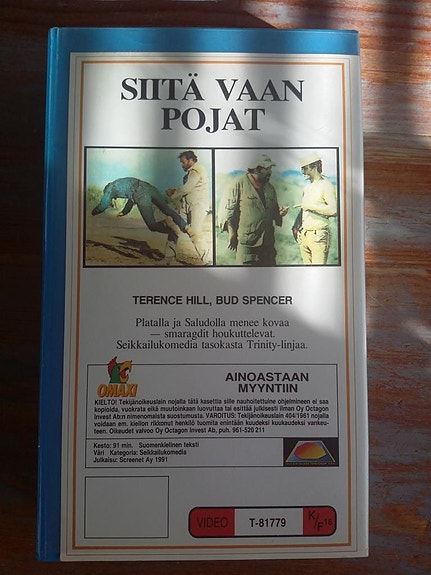 SIITÄ VAAN
POJAT
TERENCE HILL, BUD SPENCER
Platalla ja Saludolla menee kovaa
— smaragdit houkuttelevat.
Seikkailukomedia tasokasta Trinity-linjaa.
OMAXI
AINOASTAAN
MYYNTIIN
KIELTO! Tekijänoikeuslain nojalla tätä kasettia sille nauhoitettuine ohjelmineen ei saa
kopioida, vuokrata eikä muutoinkaan luovuttaa tai esittää julkisesti ilman Oy Octagon
Invest Ab:n nimenomaista suostumusta. VAROITUS: Tekijänoikeuslain 404/1961 nojalla
voidaan em. kiellon rikkonut henkilö tuomita enintään kuudeksi kuukaudeksi vankeu-
teen. Oikeudet valvoo Oy Octagon Invest Ab, puh. 961-520 211
Kesto: 91 min. Suomenkielinen teksti
Väri Kategoria: Seikkailukomedia
Julkaisu: Screenet Ay 1991
VIDEO T-81779 K/F 16